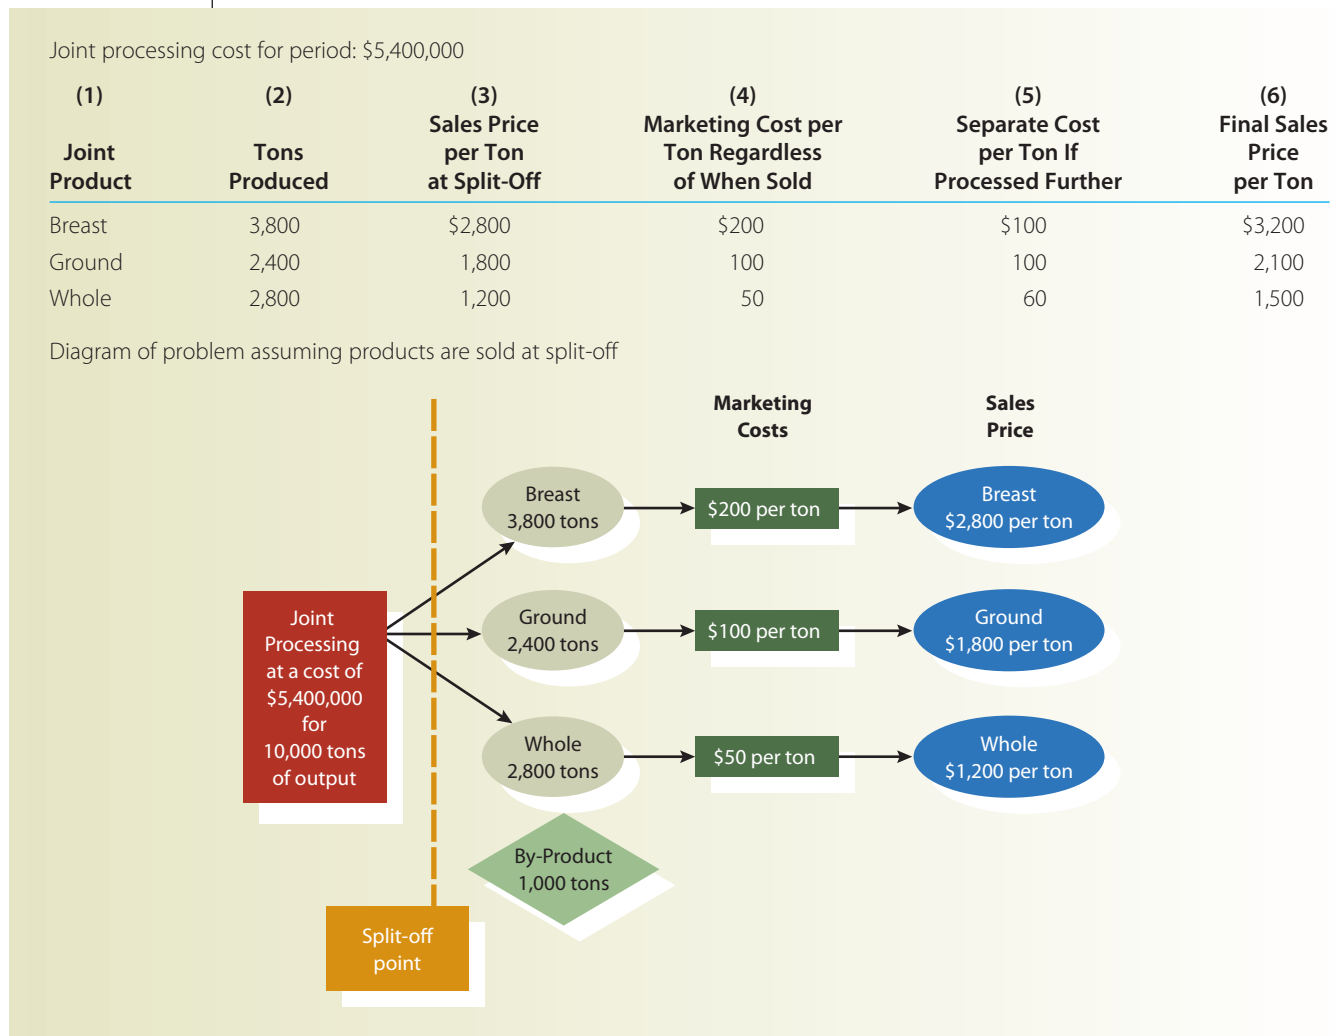 Joint processing cost for period: $5,400,000
(1) (2) (3) (4) (5) (6)
Sales Price Marketing Cost per Separate Cost Final Sales
Joint Tons per Ton Ton Regardless per Ton If Price
Product Produced at Split-Off of When Sold Processed Further per Ton
Breast 3,800 $2,800 $200 $100 $3,200
Ground 2,400 1,800 100 100 2,100
Whole 2,800 1,200 50 60 1,500
Diagram of problem assuming products are sold at split-off
Marketing Sales
Costs Price
Breast
3,800 tons
$200 per ton
Breast
$2,800 per ton
Joint
Processing
at a cost of
$5,400,000
for
10,000 tons
of output
Ground
2,400 tons
$100 per ton
Ground
$1,800 per ton
Whole
2,800 tons
$50 per ton
Whole
$1,200 per ton
By-Product
1,000 tons
Split-off
point